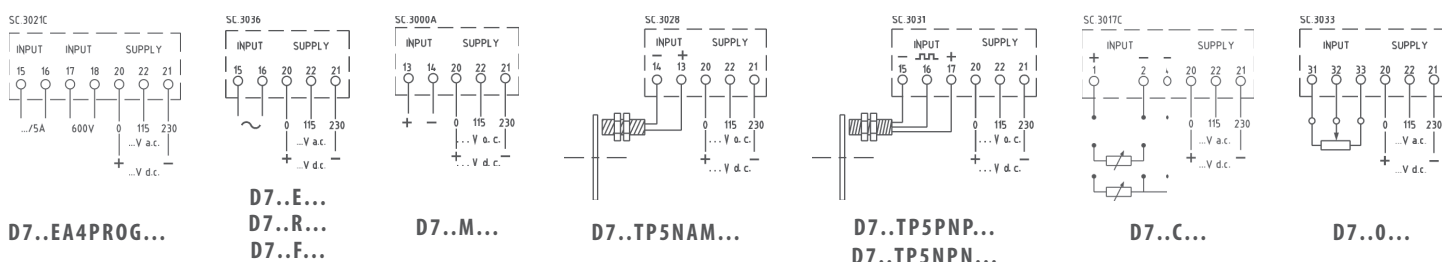 SC.3021C
INPUT INPUT SUPPLY
15 16 17 18 20 22 21
.../5A 600V 0 115 230
...V a.c.
+ −
...V d.c.
D7..EA4PROG...
SC.3036
INPUT SUPPLY
15 16 20 22 21
0 115 230
...V a.c.
+ −
...V d.c.
D7..E...
D7..R...
D7..F...
SC.3000A
INPUT SUPPLY
13 14 20 22 21
+ − 0 115 230
...V a.c.
+ −
...V d.c.
D7..M...
SC.3028
INPUT SUPPLY
− +
14 13 20 22 21
0 115 230
...V a.c.
+ −
...V d.c.
D7..TP5NAM...
SC.3031
INPUT SUPPLY
− +
15 16 17 20 22 21
0 115 230
...V a.c.
+ −
...V d.c.
D7..TP5PNP...
D7..TP5NPN...
SC.3017C
INPUT SUPPLY
+ − −
1 2 20 22 21
0 115 230
...V a.c.
+ −
...V d.c.
D7..C...
SC.3033
INPUT SUPPLY
31 32 33 20 22 21
0 115 230
...V a.c.
+ −
...V d.c.
D7..O...